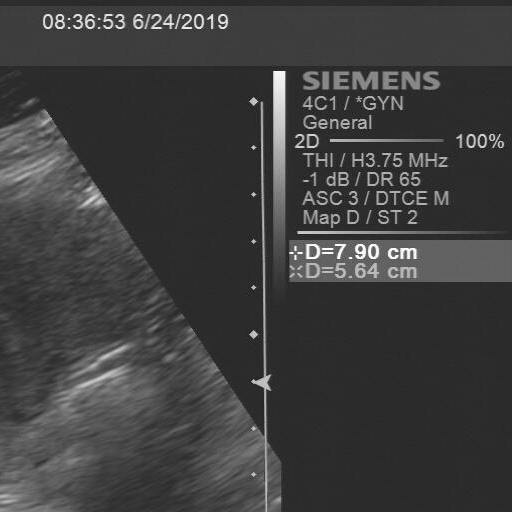 08:36:53 6/24/2019
SIEMENS
4C1 / *GYN
General
2D 100%
THI / H3.75 MHz
-1 dB / DR 65
ASC 3 / DTCE M
Map D / ST 2
D=7.90 cm
D=5.64 cm